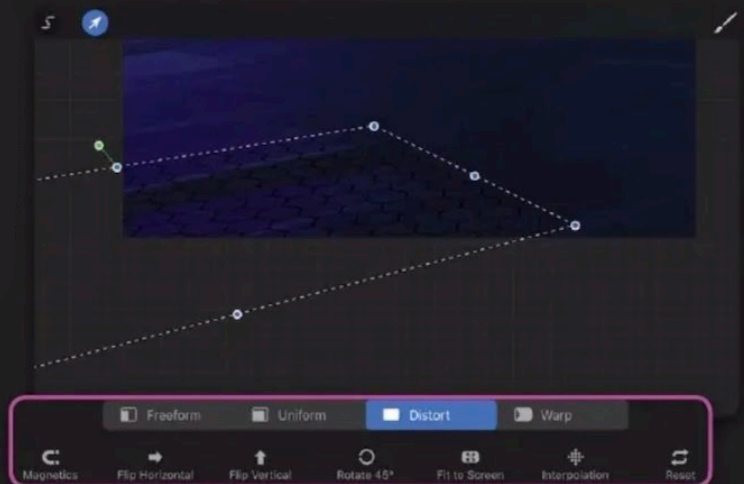 Freeform Uniform Distort Warp
Magnetics Flip Horizontal Flip Vertical Rotate 45° Fit to Screen Interpolation Reset